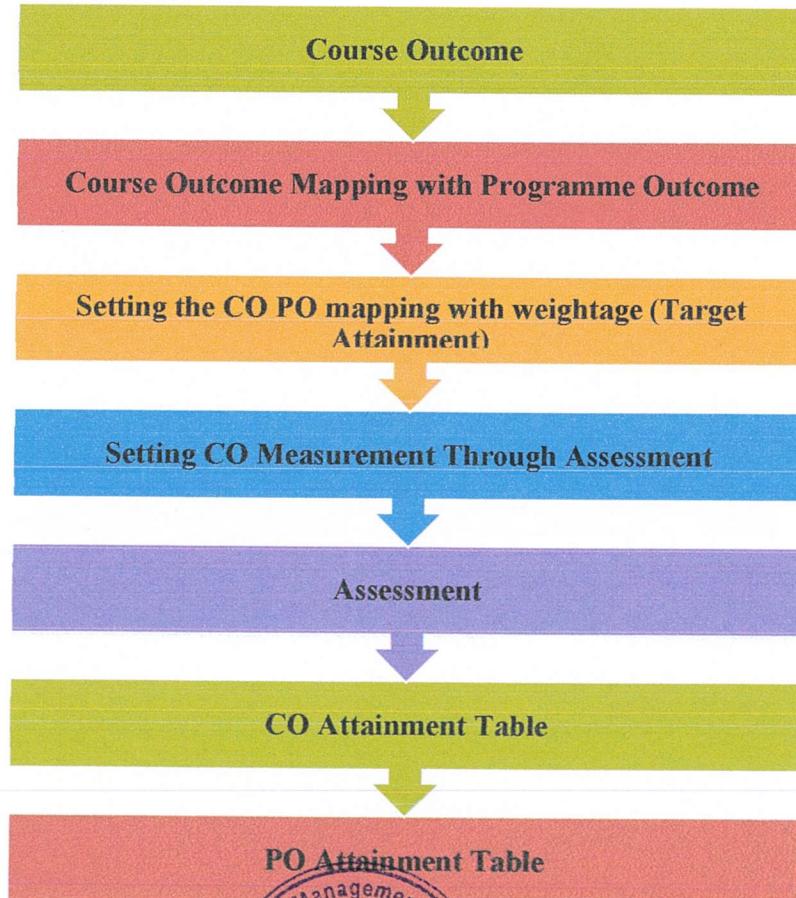 Course Outcome
Course Outcome Mapping with Programme Outcome
Setting the CO PO mapping with weightage (Target
Attainment)
Setting CO Measurement Through Assessment
Assessment
CO Attainment Table
PO Attainment Table
Management